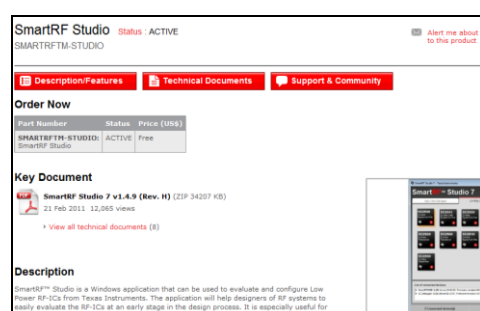 SmartRF Studio Status : ACTIVE
SMARTRFTM-STUDIO
Alert me about
to this product
Description/Features
Technical Documents
Support & Community
Order Now
Part Number Status Price (US$)
SMARTRFTM-STUDIO: ACTIVE Free
SmartRF Studio
Key Document
SmartRF Studio 7 v1.4.9 (Rev. H) (ZIP 34207 KB)
21 Feb 2011 12,065 views
View all technical documents (8)
SmartRF™ Studio 7
Description
SmartRF™ Studio is a Windows application that can be used to evaluate and configure Low
Power RF-ICs from Texas Instruments. The application will help designers of RF systems to
easily evaluate the RF-ICs at an early stage in the design process. It is especially useful for